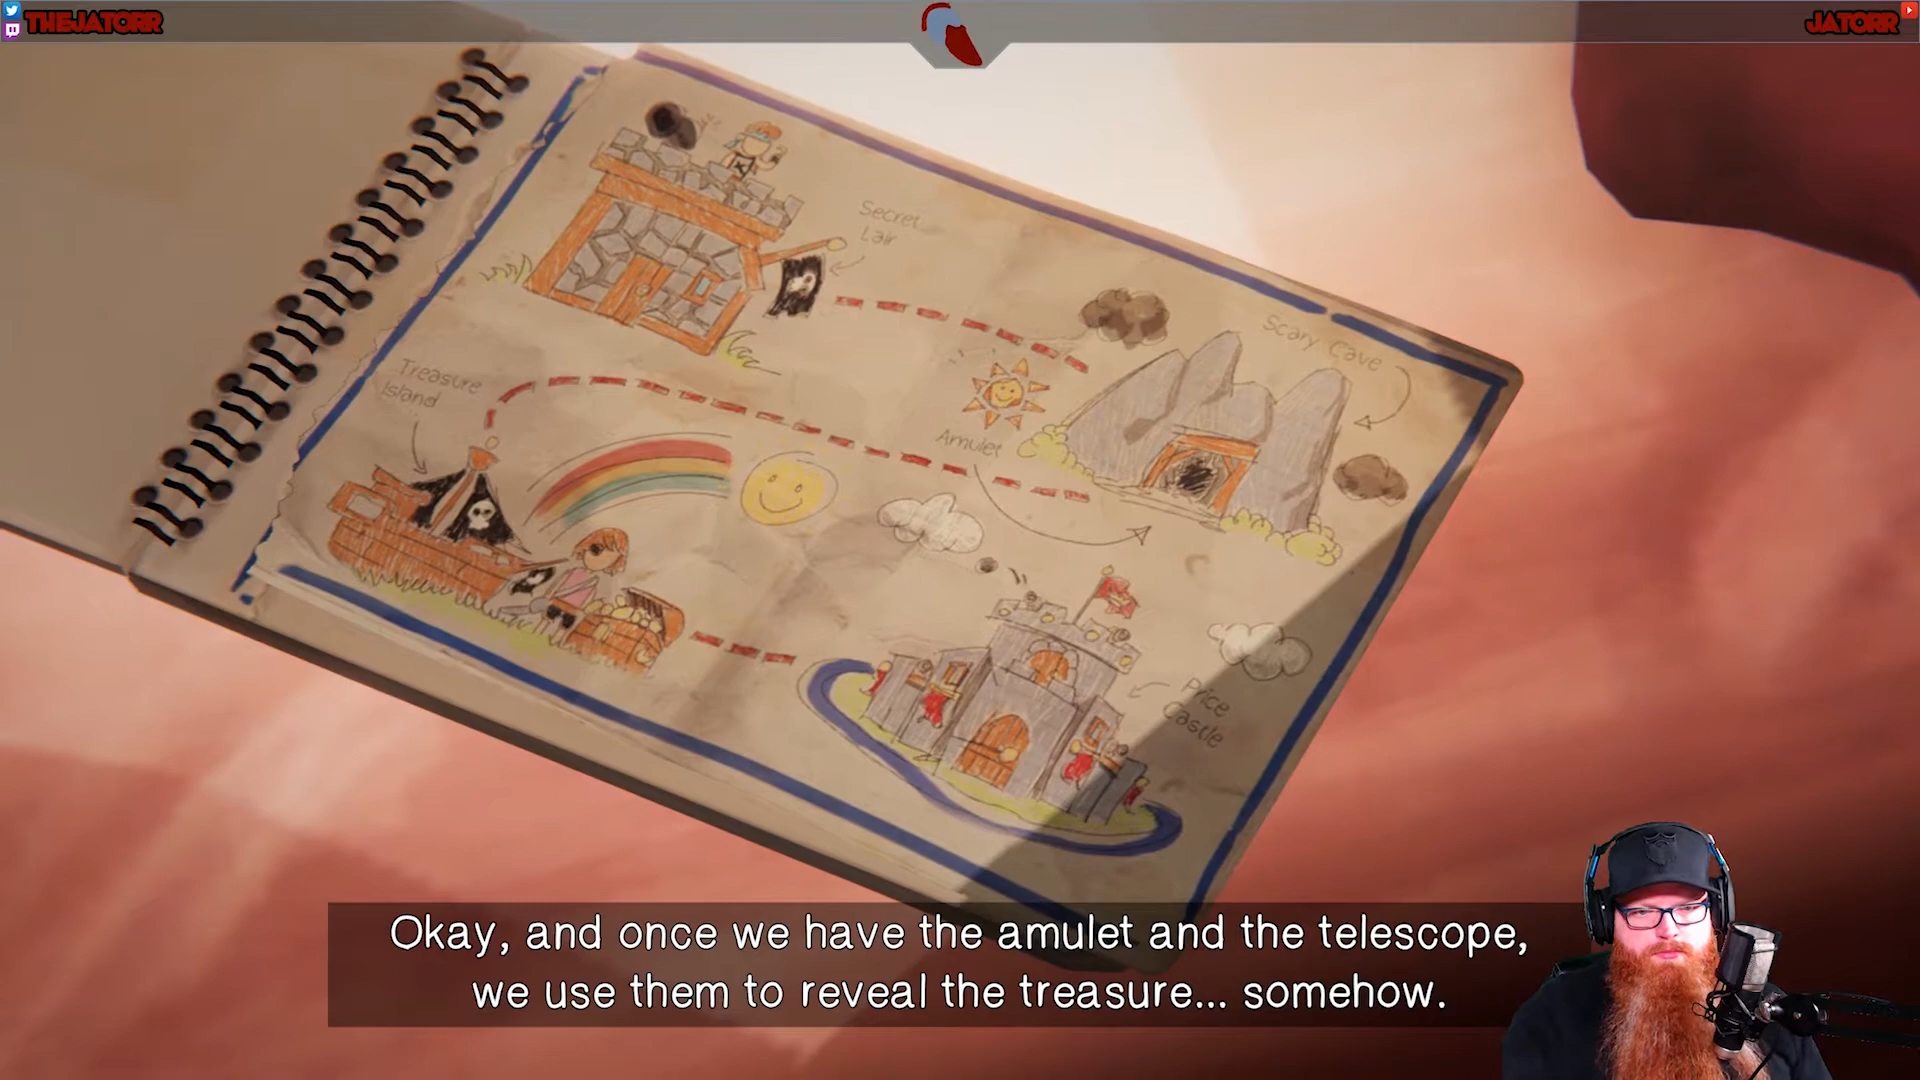 THEJATORR
JATORR
Secret
Lair
Scary Cave
Treasure
Island
Amulet
Price
Castle
Okay, and once we have the amulet and the telescope,
we use them to reveal the treasure... somehow.